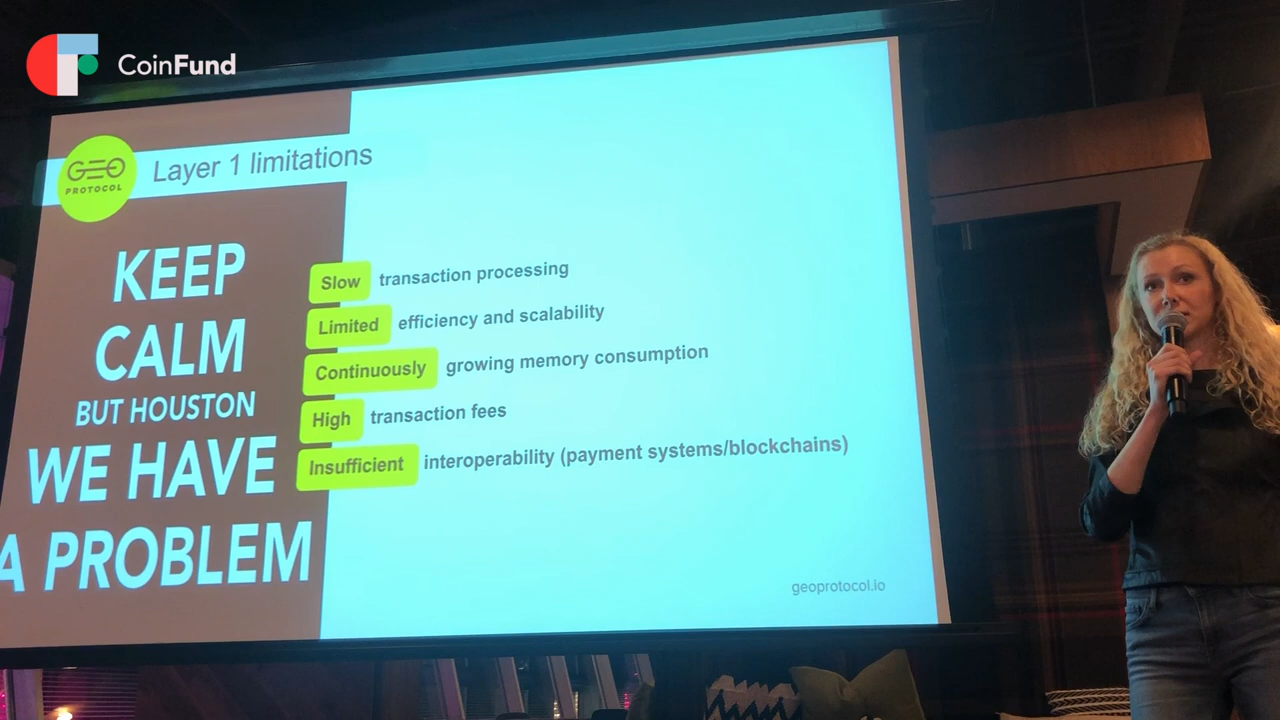 CoinFund
GEO
PROTOCOL
Layer 1 limitations
KEEP
CALM
BUT HOUSTON
WE HAVE
A PROBLEM
Slow transaction processing
Limited efficiency and scalability
Continuously growing memory consumption
High transaction fees
Insufficient interoperability (payment systems/blockchains)
geoprotocol.io